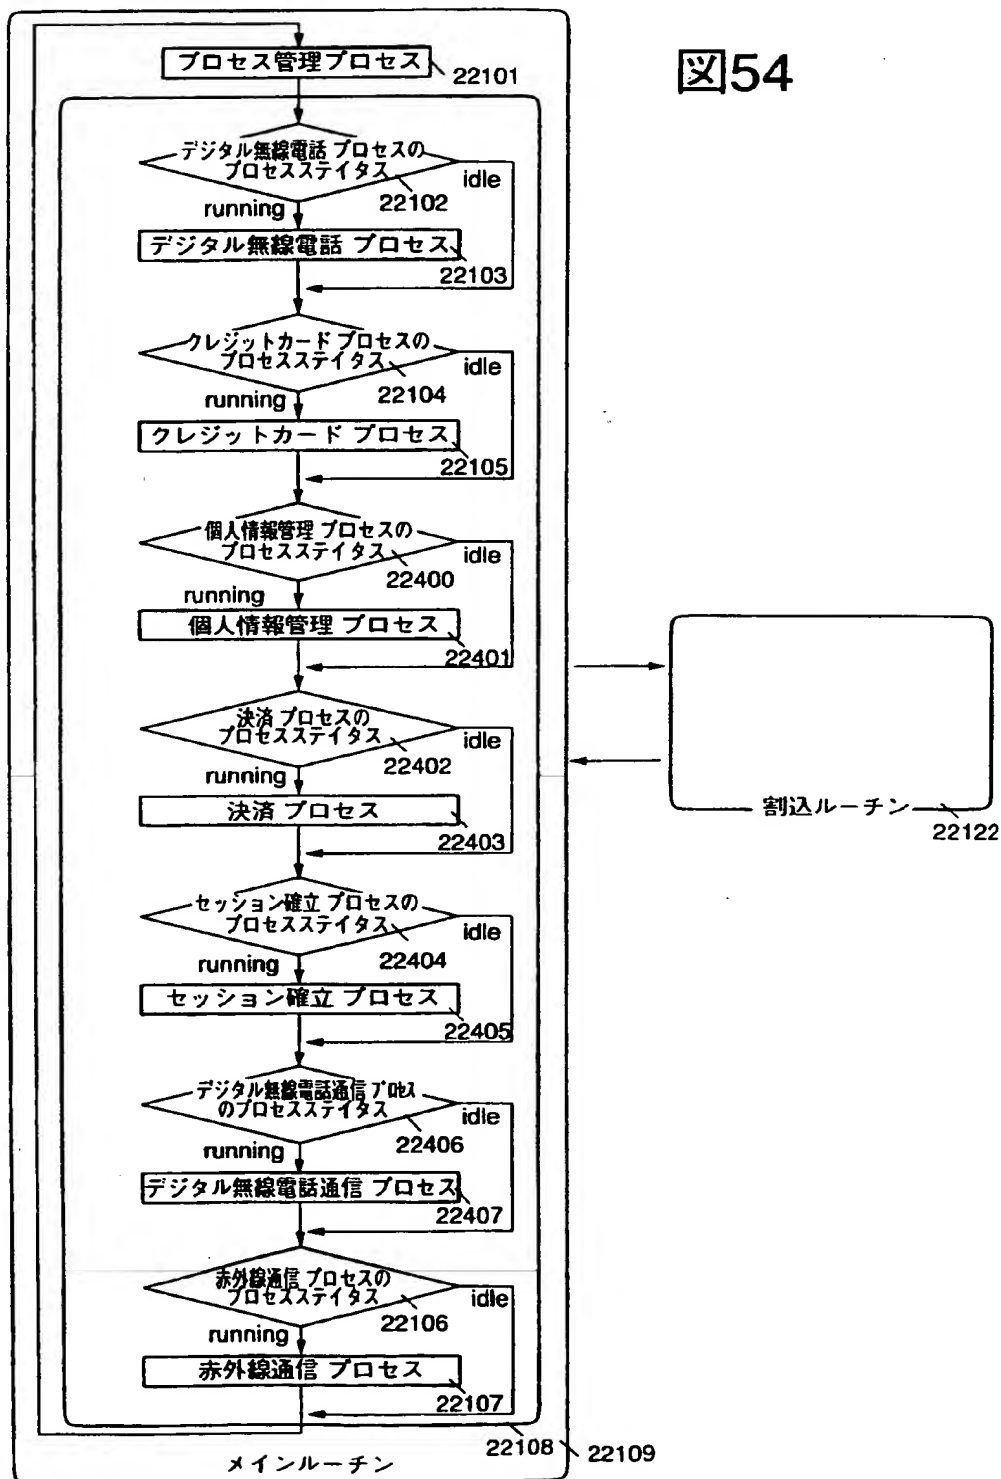 図54
プロセス管理プロセス
22101
デジタル無線電話 プロセスの
プロセスステイタス
22102
idle
running
デジタル無線電話 プロセス
22103
クレジットカード プロセスの
プロセスステイタス
22104
idle
running
クレジットカード プロセス
22105
個人情報管理 プロセスの
プロセスステイタス
22400
idle
running
個人情報管理 プロセス
22401
決済 プロセスの
プロセスステイタス
22402
idle
running
決済 プロセス
22403
セッション確立 プロセスの
プロセスステイタス
22404
idle
running
セッション確立 プロセス
22405
デジタル無線電話通信 プロセス
のプロセスステイタス
22406
idle
running
デジタル無線電話通信 プロセス
22407
赤外線通信 プロセスの
プロセスステイタス
22106
idle
running
赤外線通信 プロセス
22107
22108
22109
メインルーチン
割込ルーチン
22122